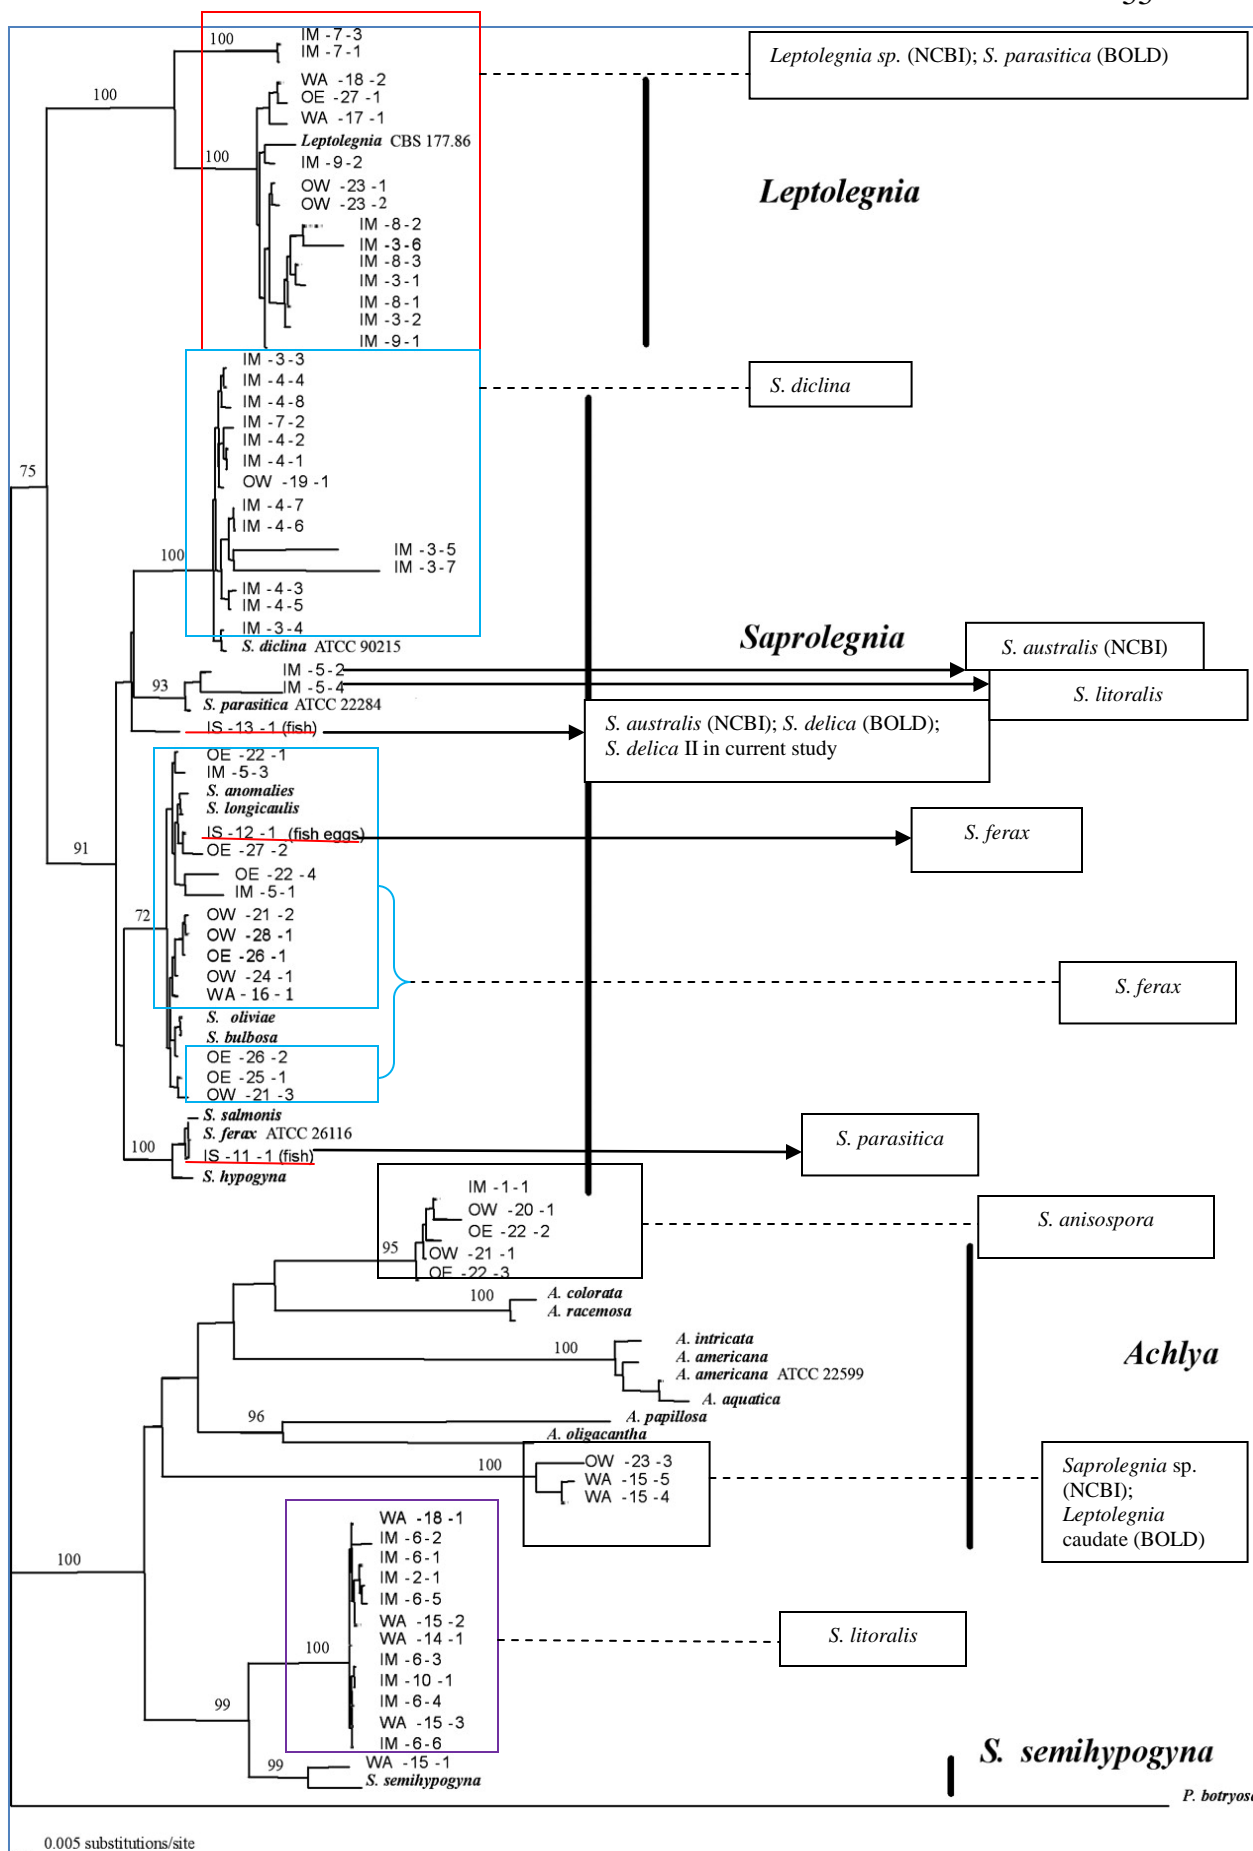 100
IM -7-3
IM -7-1
Leptolegnia sp. (NCBI); S. parasitica (BOLD)
100
WA -18 -2
OE -27 -1
WA -17 -1
Leptolegnia CBS 177.86
100
IM -9-2
OW -23 -1
OW -23 -2
Leptolegnia
IM -8-2
IM -3-6
IM -8-3
IM -3-1
IM -8-1
IM -3-2
IM -9-1
IM -3-3
IM -4-4
S. diclina
IM -4-8
IM -7-2
IM -4-2
IM -4-1
75
OW -19 -1
IM -4-7
IM -4-6
100
IM -3-5
IM -3-7
IM -4-3
IM -4-5
IM -3-4
S. diclina ATCC 90215
Saprolegnia
S. australis (NCBI)
IM -5-2
93
IM -5-4
S. litoralis
S. parasitica ATCC 22284
IS -13 -1 (fish)
S. australis (NCBI); S. delica (BOLD);
S. delica II in current study
OE -22 -1
IM -5-3
S. anomalies
S. longicaulis
IS -12 -1 (fish eggs)
S. ferax
91
OE -27 -2
OE -22 -4
IM -5-1
72
OW -21 -2
OW -28 -1
OE -26 -1
OW -24 -1
WA -16 -1
S. ferax
S. oliviae
S. bulbosa
OE -26 -2
OE -25 -1
OW -21 -3
S. salmonis
S. ferax ATCC 26116
100
IS -11 -1 (fish)
S. parasitica
S. hypogyna
IM -1-1
OW -20 -1
OE -22 -2
S. anisospora
95
OW -21 -1
OE -22 -3
100
A. colorata
A. racemosa
A. intricata
100
A. americana
A. americana ATCC 22599
Achlya
A. aquatica
96
A. papillosa
A. oligacantha
100
OW -23 -3
WA -15 -5
WA -15 -4
Saprolegnia sp.
(NCBI);
Leptolegnia
caudate (BOLD)
100
WA -18 -1
IM -6-2
IM -6-1
IM -2-1
IM -6-5
WA -15 -2
WA -14 -1
100
S. litoralis
IM -6-3
IM -10 -1
IM -6-4
99
WA -15 -3
IM -6-6
S. semihypogyna
99
WA -15 -1
S. semihypogyna
P. botryosa
0.005 substitutions/site